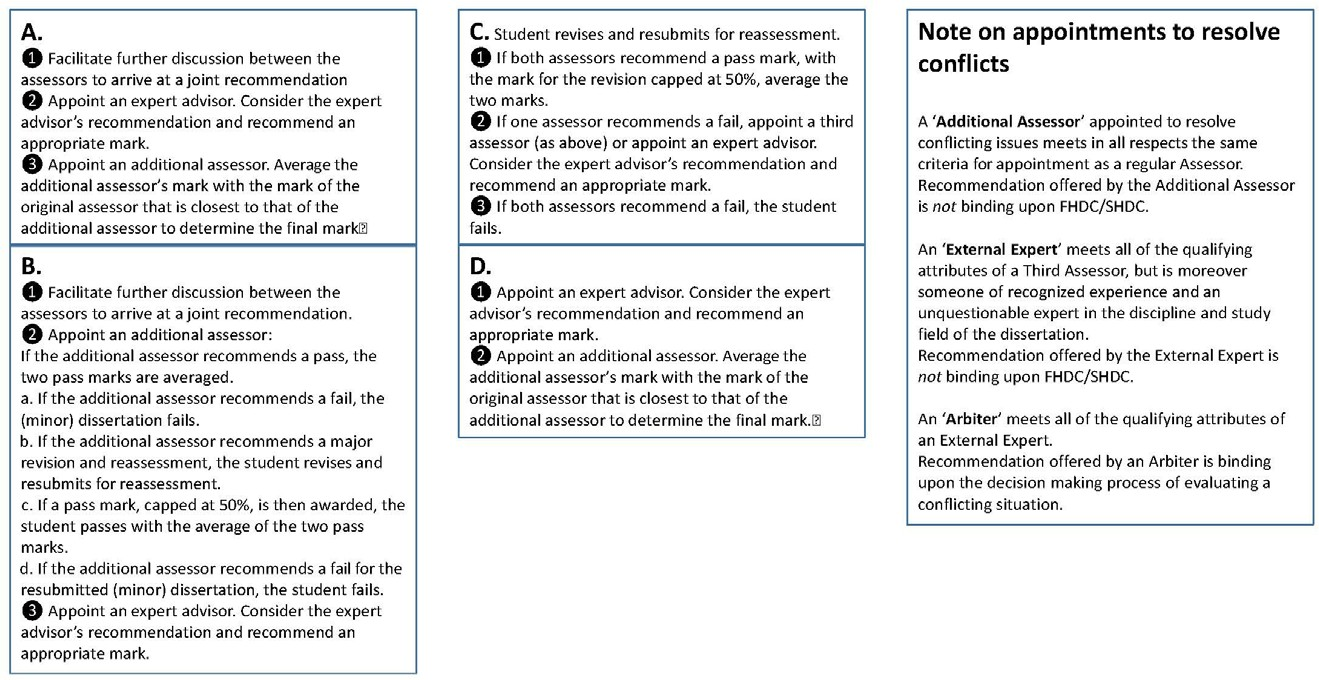 A.
❶ Facilitate further discussion between the
assessors to arrive at a joint recommendation
❷ Appoint an expert advisor. Consider the expert
advisor’s recommendation and recommend an
appropriate mark.
❸ Appoint an additional assessor. Average the
additional assessor’s mark with the mark of the
original assessor that is closest to that of the
additional assessor to determine the final mark
B.
❶ Facilitate further discussion between the
assessors to arrive at a joint recommendation.
❷ Appoint an additional assessor:
If the additional assessor recommends a pass, the
two pass marks are averaged.
a. If the additional assessor recommends a fail, the
(minor) dissertation fails.
b. If the additional assessor recommends a major
revision and reassessment, the student revises and
resubmits for reassessment.
c. If a pass mark, capped at 50%, is then awarded, the
student passes with the average of the two pass
marks.
d. If the additional assessor recommends a fail for the
resubmitted (minor) dissertation, the student fails.
❸ Appoint an expert advisor. Consider the expert
advisor’s recommendation and recommend an
appropriate mark.
C. Student revises and resubmits for reassessment.
❶ If both assessors recommend a pass mark, with
the mark for the revision capped at 50%, average the
two marks.
❷ If one assessor recommends a fail, appoint a third
assessor (as above) or appoint an expert advisor.
Consider the expert advisor’s recommendation and
recommend an appropriate mark.
❸ If both assessors recommend a fail, the student
fails.
D.
❶ Appoint an expert advisor. Consider the expert
advisor’s recommendation and recommend an
appropriate mark.
❷ Appoint an additional assessor. Average the
additional assessor’s mark with the mark of the
original assessor that is closest to that of the
additional assessor to determine the final mark.
Note on appointments to resolve
conflicts
A ‘Additional Assessor’ appointed to resolve
conflicting issues meets in all respects the same
criteria for appointment as a regular Assessor.
Recommendation offered by the Additional Assessor
is not binding upon FHDC/SHDC.
An ‘External Expert’ meets all of the qualifying
attributes of a Third Assessor, but is moreover
someone of recognized experience and an
unquestionable expert in the discipline and study
field of the dissertation.
Recommendation offered by the External Expert is
not binding upon FHDC/SHDC.
An ‘Arbiter’ meets all of the qualifying attributes of
an External Expert.
Recommendation offered by an Arbiter is binding
upon the decision making process of evaluating a
conflicting situation.